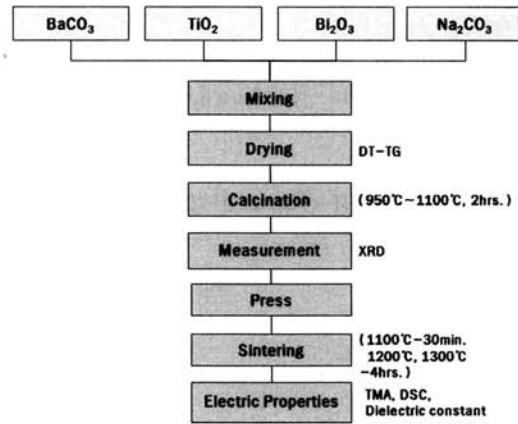 BaCO₃ TiO₂ Bi₂O₃ Na₂CO₃
Mixing
Drying DT-TG
Calcination (950℃~1100℃, 2hrs.)
Measurement XRD
Press
Sintering (1100℃-30min.
1200℃, 1300℃
-4hrs.)
Electric Properties TMA, DSC,
Dielectric constant